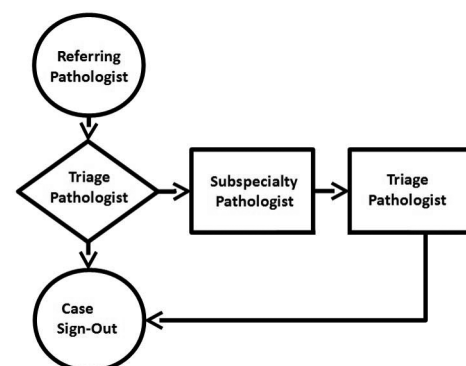 Referring
Pathologist
Triage
Pathologist
Subspecialty
Pathologist
Triage
Pathologist
Case
Sign-Out